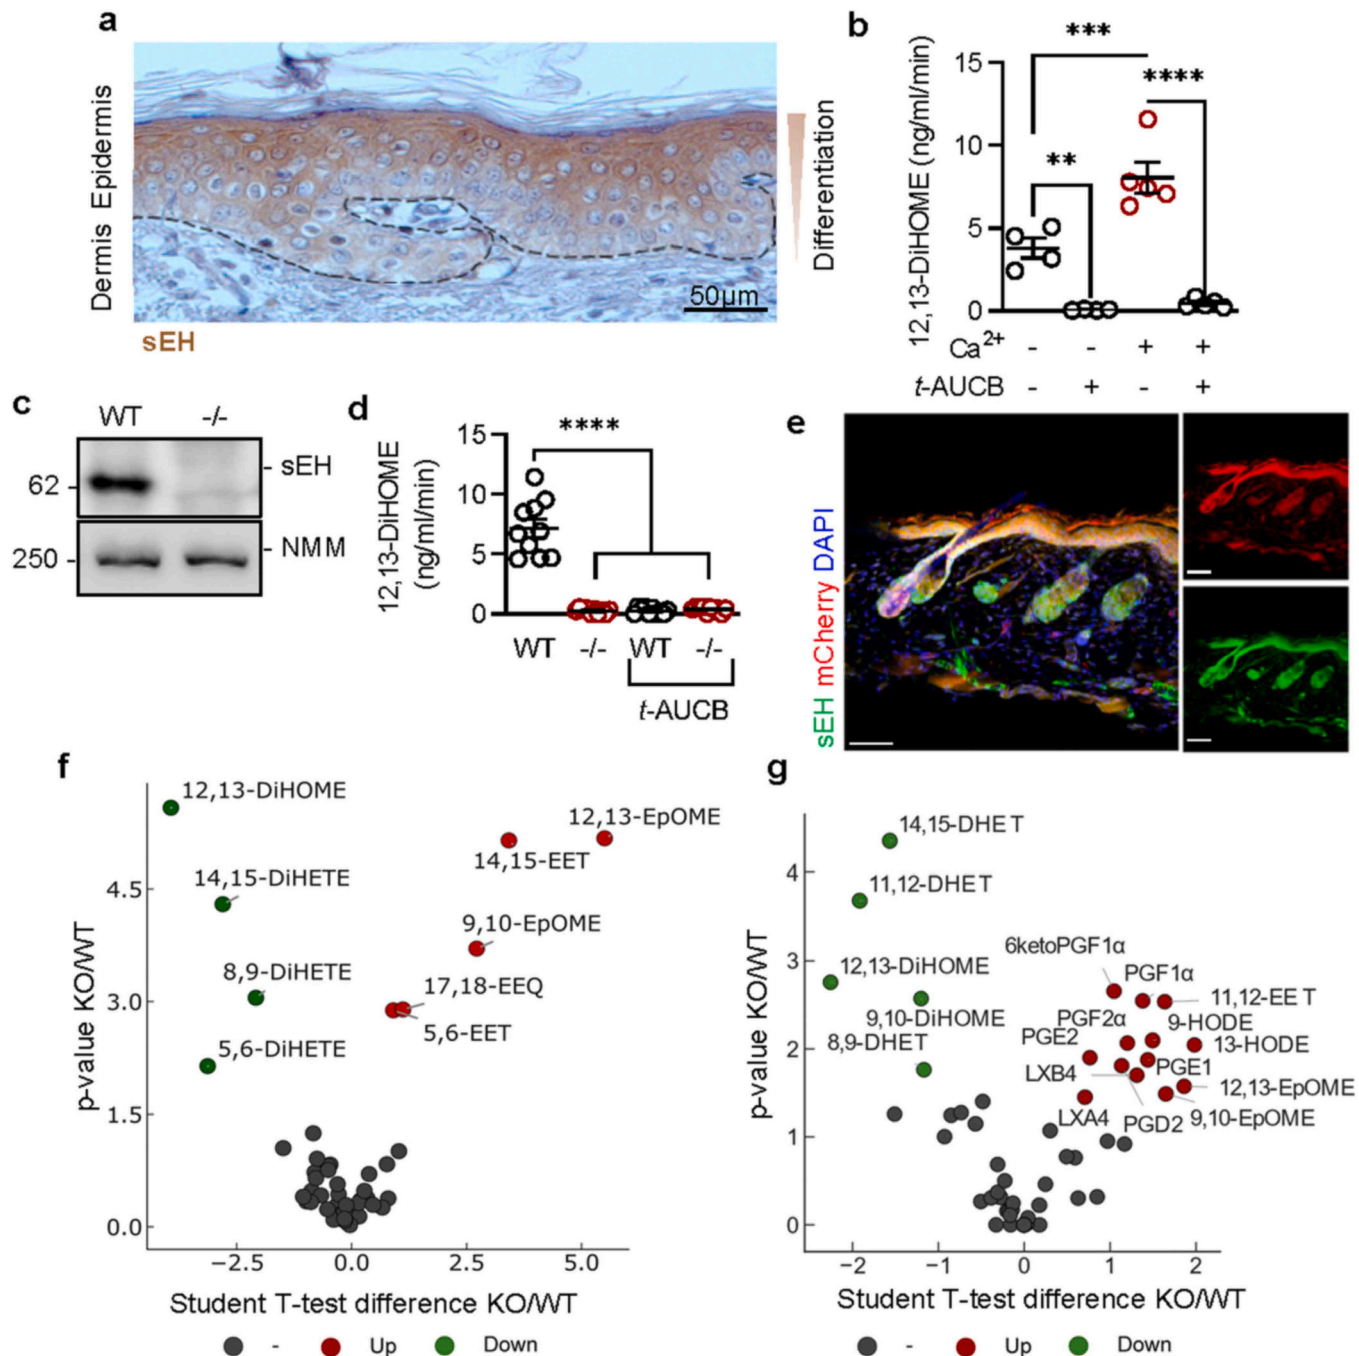 a
Dermis Epidermis
Differentiation
50µm
sEH
b
12,13-DiHOME (ng/ml/min)
15
10
5
0
***
****
**
Ca2+ - - + +
t-AUCB - + - +
c
WT -/-
62 sEH
250 NMM
d
12,13-DiHOME
(ng/ml/min)
15
10
5
0
****
WT -/- WT -/-
t-AUCB
e
sEH mCherry DAPI
f
12,13-DiHOME
12,13-EpOME
14,15-EET
14,15-DiHETE
9,10-EpOME
8,9-DiHETE
17,18-EEQ
5,6-EET
5,6-DiHETE
p-value KO/WT
4.5
3.0
1.5
0.0
−2.5 0.0 2.5 5.0
Student T-test difference KO/WT
- Up Down
g
14,15-DHET
11,12-DHET
12,13-DiHOME
9,10-DiHOME
8,9-DHET
6ketoPGF1α
PGF1α
11,12-EET
PGF2α
9-HODE
PGE2
13-HODE
LXB4
PGE1
12,13-EpOME
LXA4
PGD2
9,10-EpOME
p-value KO/WT
4
3
2
1
0
−2 −1 0 1 2
Student T-test difference KO/WT
- Up Down